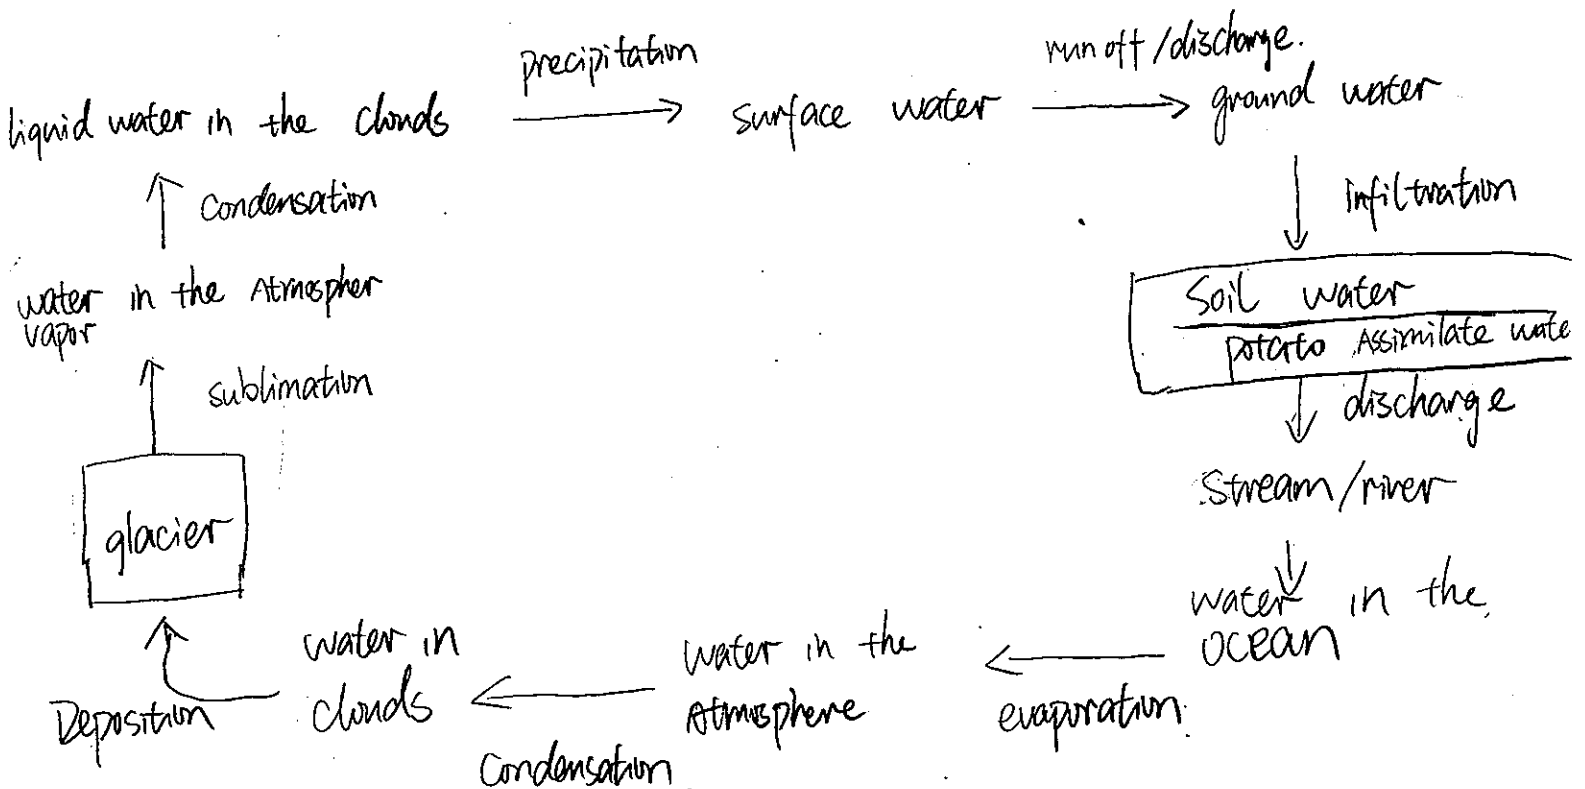 precipitation
run off/discharge.
liquid water in the clouds
surface water
ground water
condensation
infiltration
water in the Atmospher
vapor
Soil water
potato Assimilate wate
sublimation
discharge
stream/river
glacier
water in the
ocean
evaporation.
water in the
Atmosphere
condensation
water in
clouds
Deposition